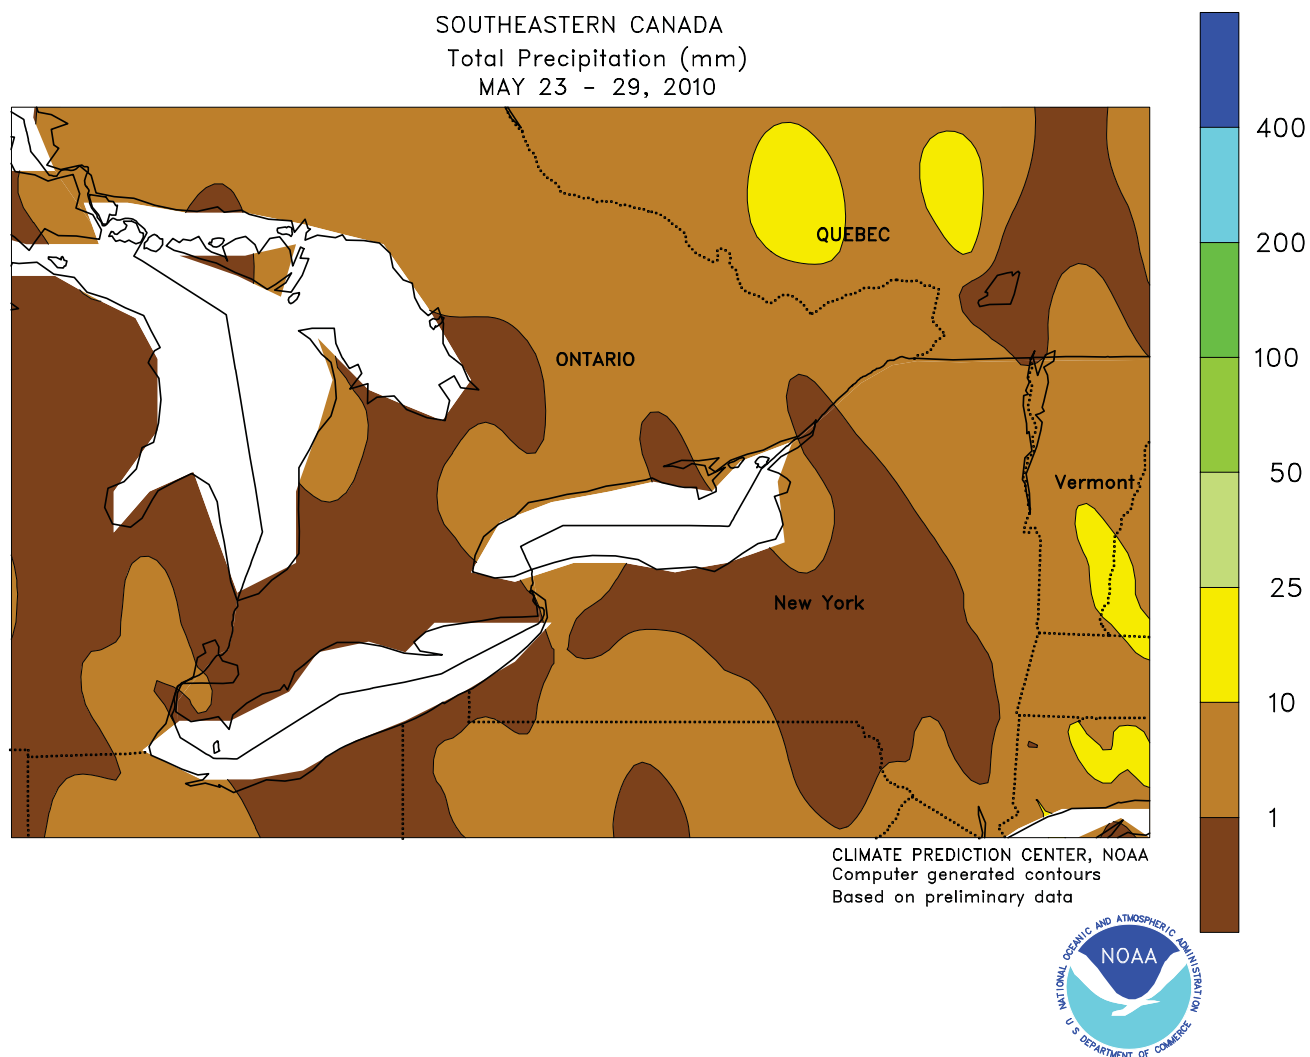 SOUTHEASTERN CANADA
Total Precipitation (mm)
MAY 23 - 29, 2010
400
200
100
50
25
10
1
QUEBEC
ONTARIO
Vermont
New York
CLIMATE PREDICTION CENTER, NOAA
Computer generated contours
Based on preliminary data
NATIONAL OCEANIC AND ATMOSPHERIC ADMINISTRATION
NOAA
U S DEPARTMENT OF COMMERCE